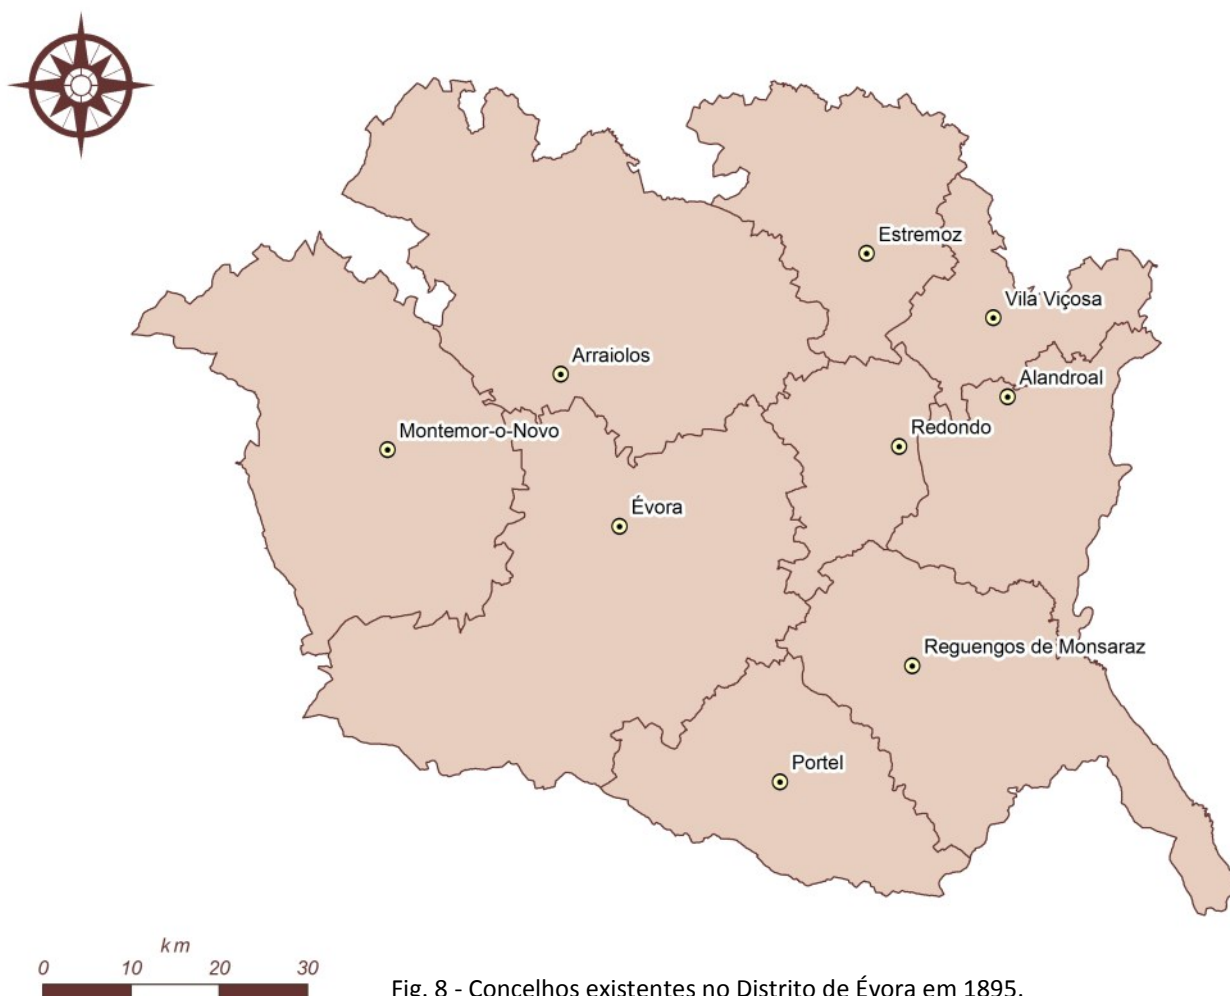 Estremoz
Vila Viçosa
Arraiolos
Alandroal
Montemor-o-Novo
Redondo
Évora
Reguengos de Monsaraz
Portel
km
0 10 20 30
Fig. 8 - Concelhos existentes no Distrito de Évora em 1895.